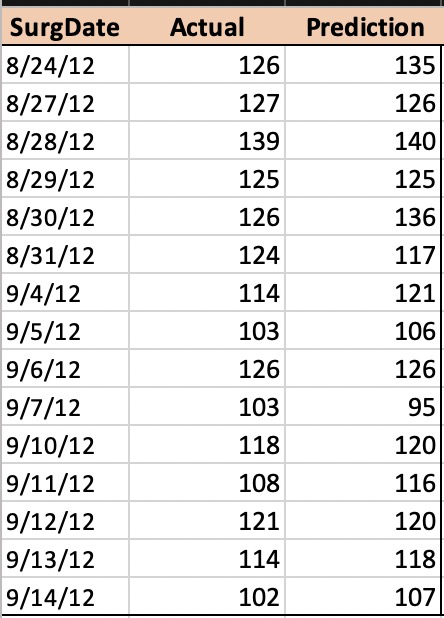 SurgDate Actual Prediction
8/24/12 126 135
8/27/12 127 126
8/28/12 139 140
8/29/12 125 125
8/30/12 126 136
8/31/12 124 117
9/4/12 114 121
9/5/12 103 106
9/6/12 126 126
9/7/12 103 95
9/10/12 118 120
9/11/12 108 116
9/12/12 121 120
9/13/12 114 118
9/14/12 102 107